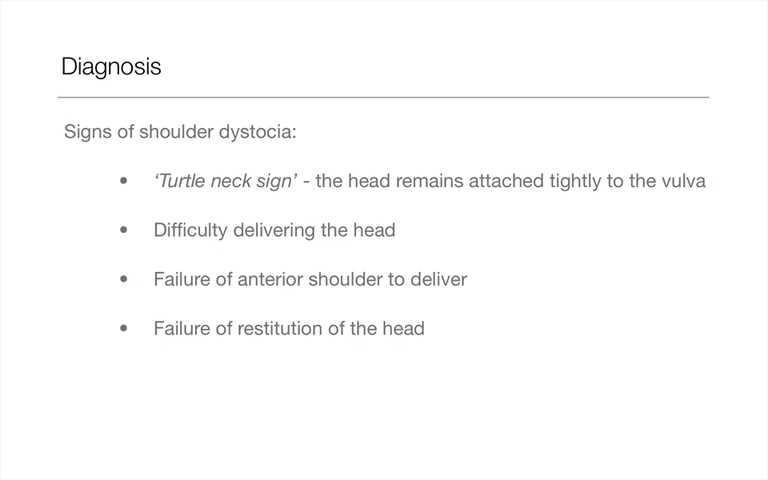 Diagnosis
Signs of shoulder dystocia:
• ‘Turtle neck sign’ - the head remains attached tightly to the vulva
• Difficulty delivering the head
• Failure of anterior shoulder to deliver
• Failure of restitution of the head